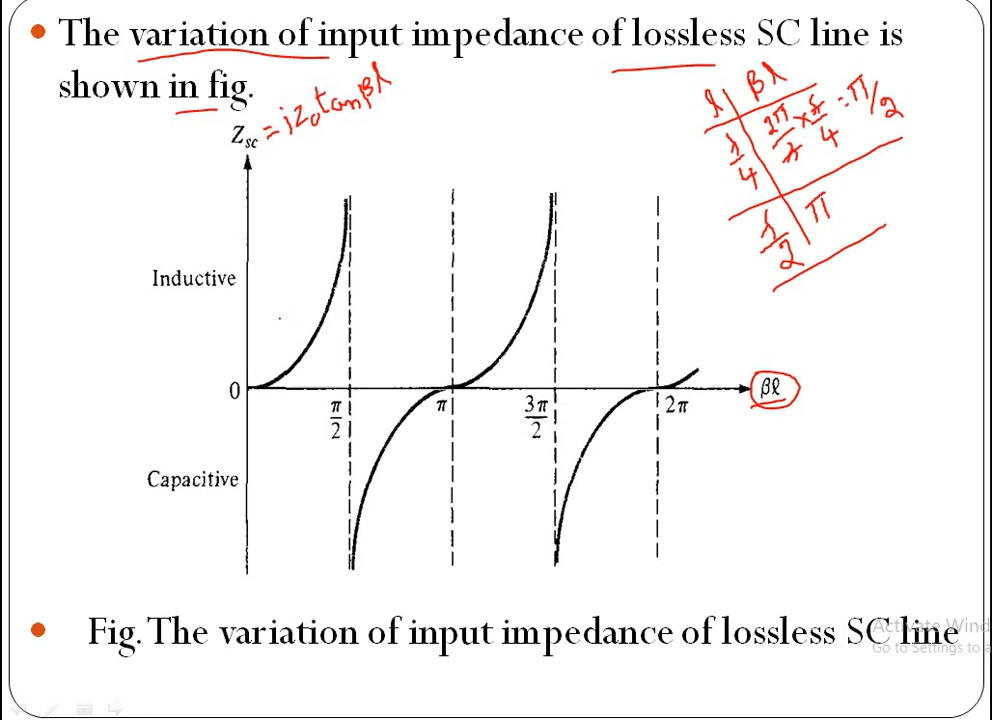 • The variation of input impedance of lossless SC line is
shown in fig.
Z_sc = jZ₀ tan βl
l | βl
λ/4 | 2π/λ × λ/4 = π/2
λ/2 | π
Inductive
0
π/2 π 3π/2 2π βℓ
Capacitive
• Fig. The variation of input impedance of lossless SC line
Activate Wind
Go to Settings to a